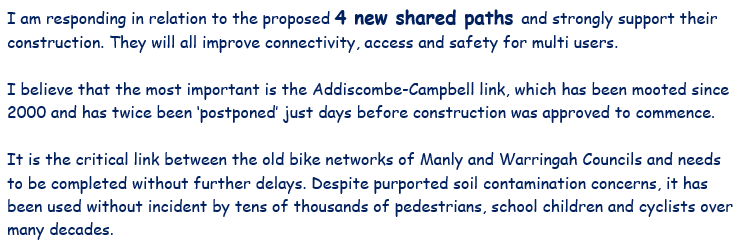 I am responding in relation to the proposed 4 new shared paths and strongly support their
construction. They will all improve connectivity, access and safety for multi users.
I believe that the most important is the Addiscombe-Campbell link, which has been mooted since
2000 and has twice been ‘postponed’ just days before construction was approved to commence.
It is the critical link between the old bike networks of Manly and Warringah Councils and needs
to be completed without further delays. Despite purported soil contamination concerns, it has
been used without incident by tens of thousands of pedestrians, school children and cyclists over
many decades.